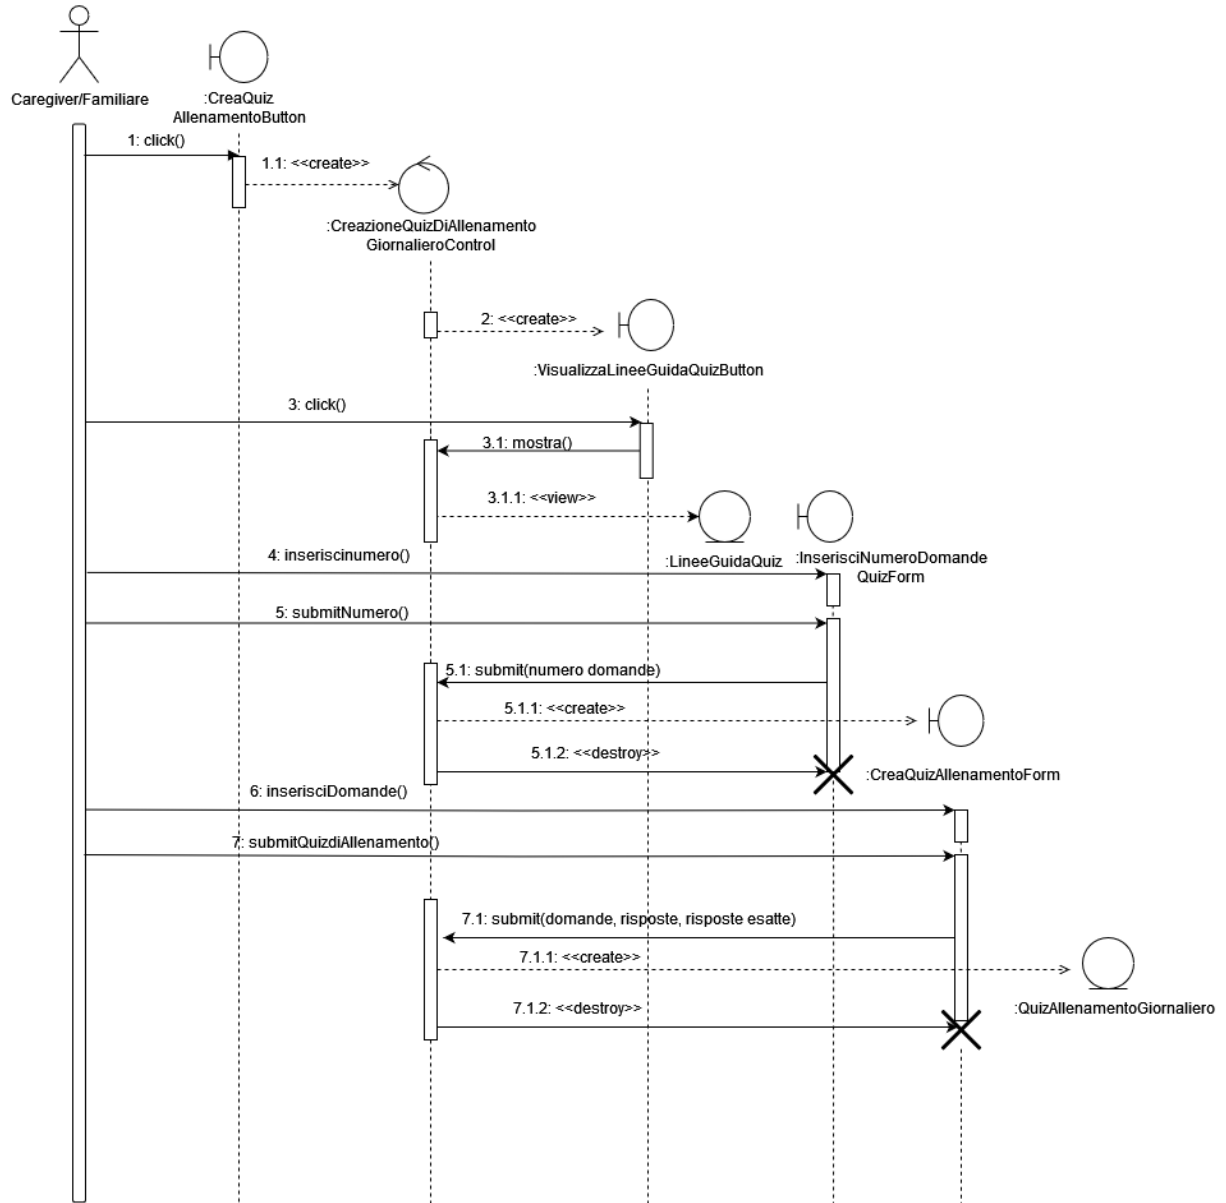 Caregiver/Familiare
:CreaQuiz
AllenamentoButton
1: click()
1.1: <<create>>
:CreazioneQuizDiAllenamento
GiornalieroControl
2: <<create>>
:VisualizzaLineeGuidaQuizButton
3: click()
3.1: mostra()
3.1.1: <<view>>
:LineeGuidaQuiz
:InserisciNumeroDomande
QuizForm
4: inseriscinumero()
5: submitNumero()
5.1: submit(numero domande)
5.1.1: <<create>>
5.1.2: <<destroy>>
:CreaQuizAllenamentoForm
6: inserisciDomande()
7: submitQuizdiAllenamento()
7.1: submit(domande, risposte, risposte esatte)
7.1.1: <<create>>
7.1.2: <<destroy>>
:QuizAllenamentoGiornaliero